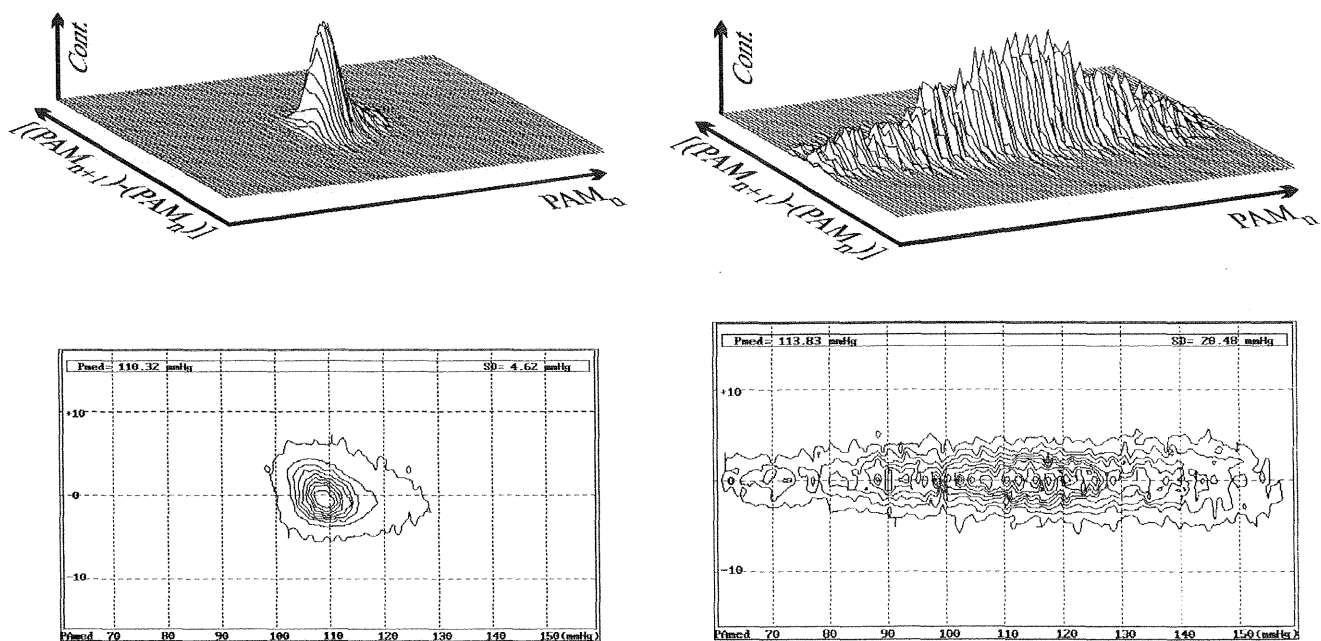 Cont.
[(PAMn+1)-(PAMn)]
PAMn
Cont.
[(PAMn+1)-(PAMn)]
PAMn
Pmed= 110.32 mmHg SD= 4.62 mmHg
+10
0
-10
PAmed 70 80 90 100 110 120 130 140 150(mmHg)
Pmed= 113.83 mmHg SD= 20.48 mmHg
+10
0
-10
PAmed 70 80 90 100 110 120 130 140 150(mmHg)